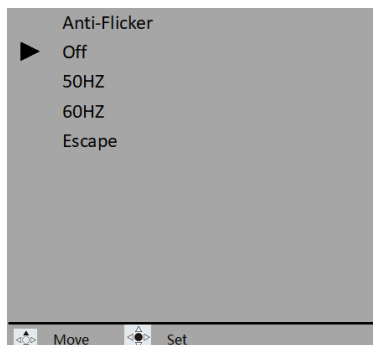 Anti-Flicker
Off
50HZ
60HZ
Escape
Move Set